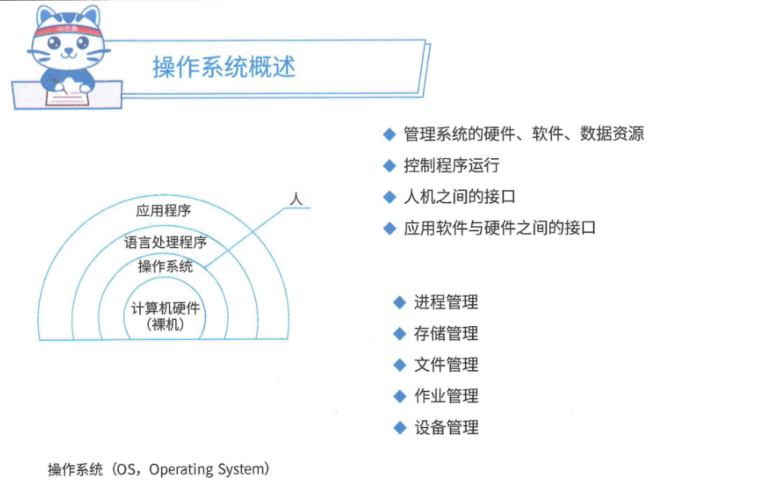 操作系统概述
管理系统的硬件、软件、数据资源
控制程序运行
人机之间的接口
应用软件与硬件之间的接口
人
应用程序
语言处理程序
操作系统
计算机硬件
（裸机）
进程管理
存储管理
文件管理
作业管理
设备管理
操作系统（OS，Operating System）